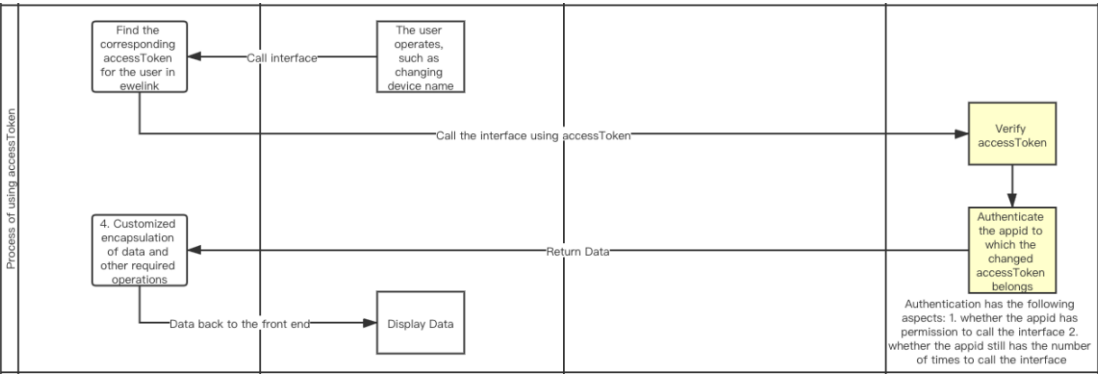 Process of using accessToken
Find the
corresponding
accessToken
for the user in
ewelink
Call interface
The user
operates,
such as
changing
device name
Call the interface using accessToken
Verify
accessToken
Authenticate
the appid to
which the
changed
accessToken
belongs
Authentication has the following
aspects: 1. whether the appid has
permission to call the interface 2.
whether the appid still has the number
of times to call the interface
Return Data
4. Customized
encapsulation
of data and
other required
operations
Data back to the front end
Display Data